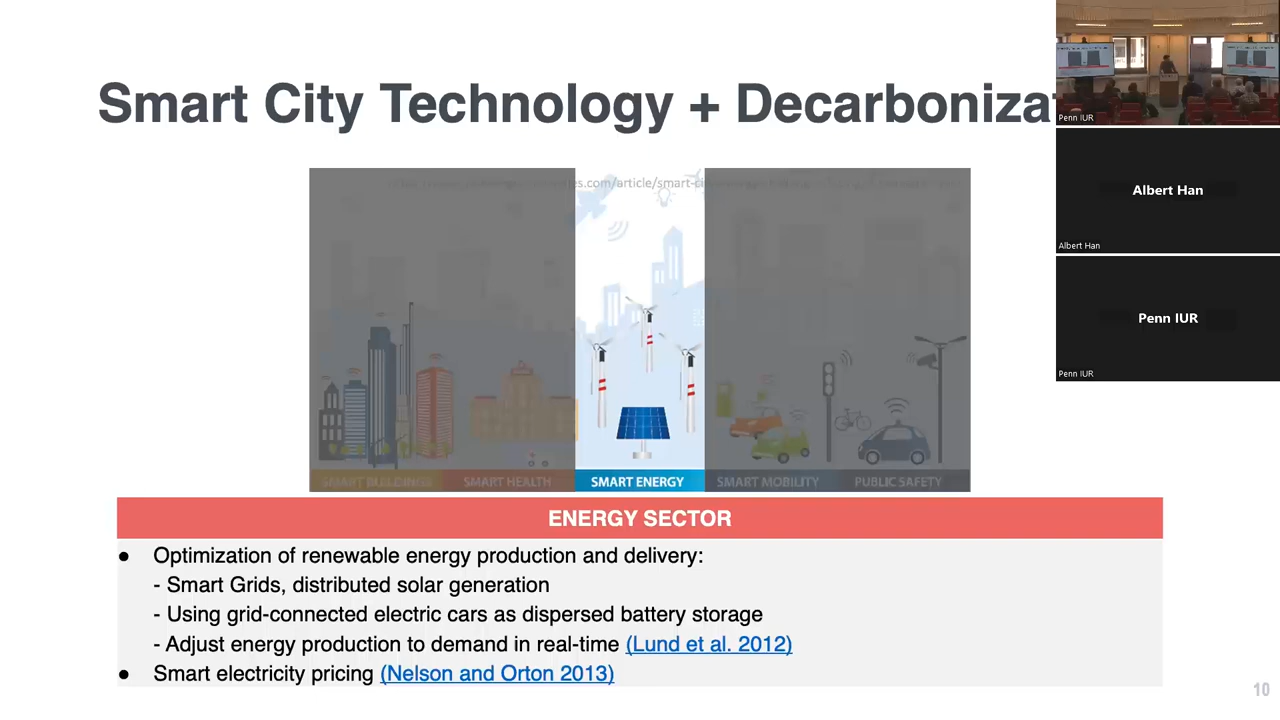 Smart City Technology + Decarboniza
Penn IUR
Albert Han
Albert Han
Penn IUR
Penn IUR
SMART BUILDINGS
SMART HEALTH
SMART ENERGY
SMART MOBILITY
PUBLIC SAFETY
ENERGY SECTOR
● Optimization of renewable energy production and delivery:
- Smart Grids, distributed solar generation
- Using grid-connected electric cars as dispersed battery storage
- Adjust energy production to demand in real-time (Lund et al. 2012)
● Smart electricity pricing (Nelson and Orton 2013)
10